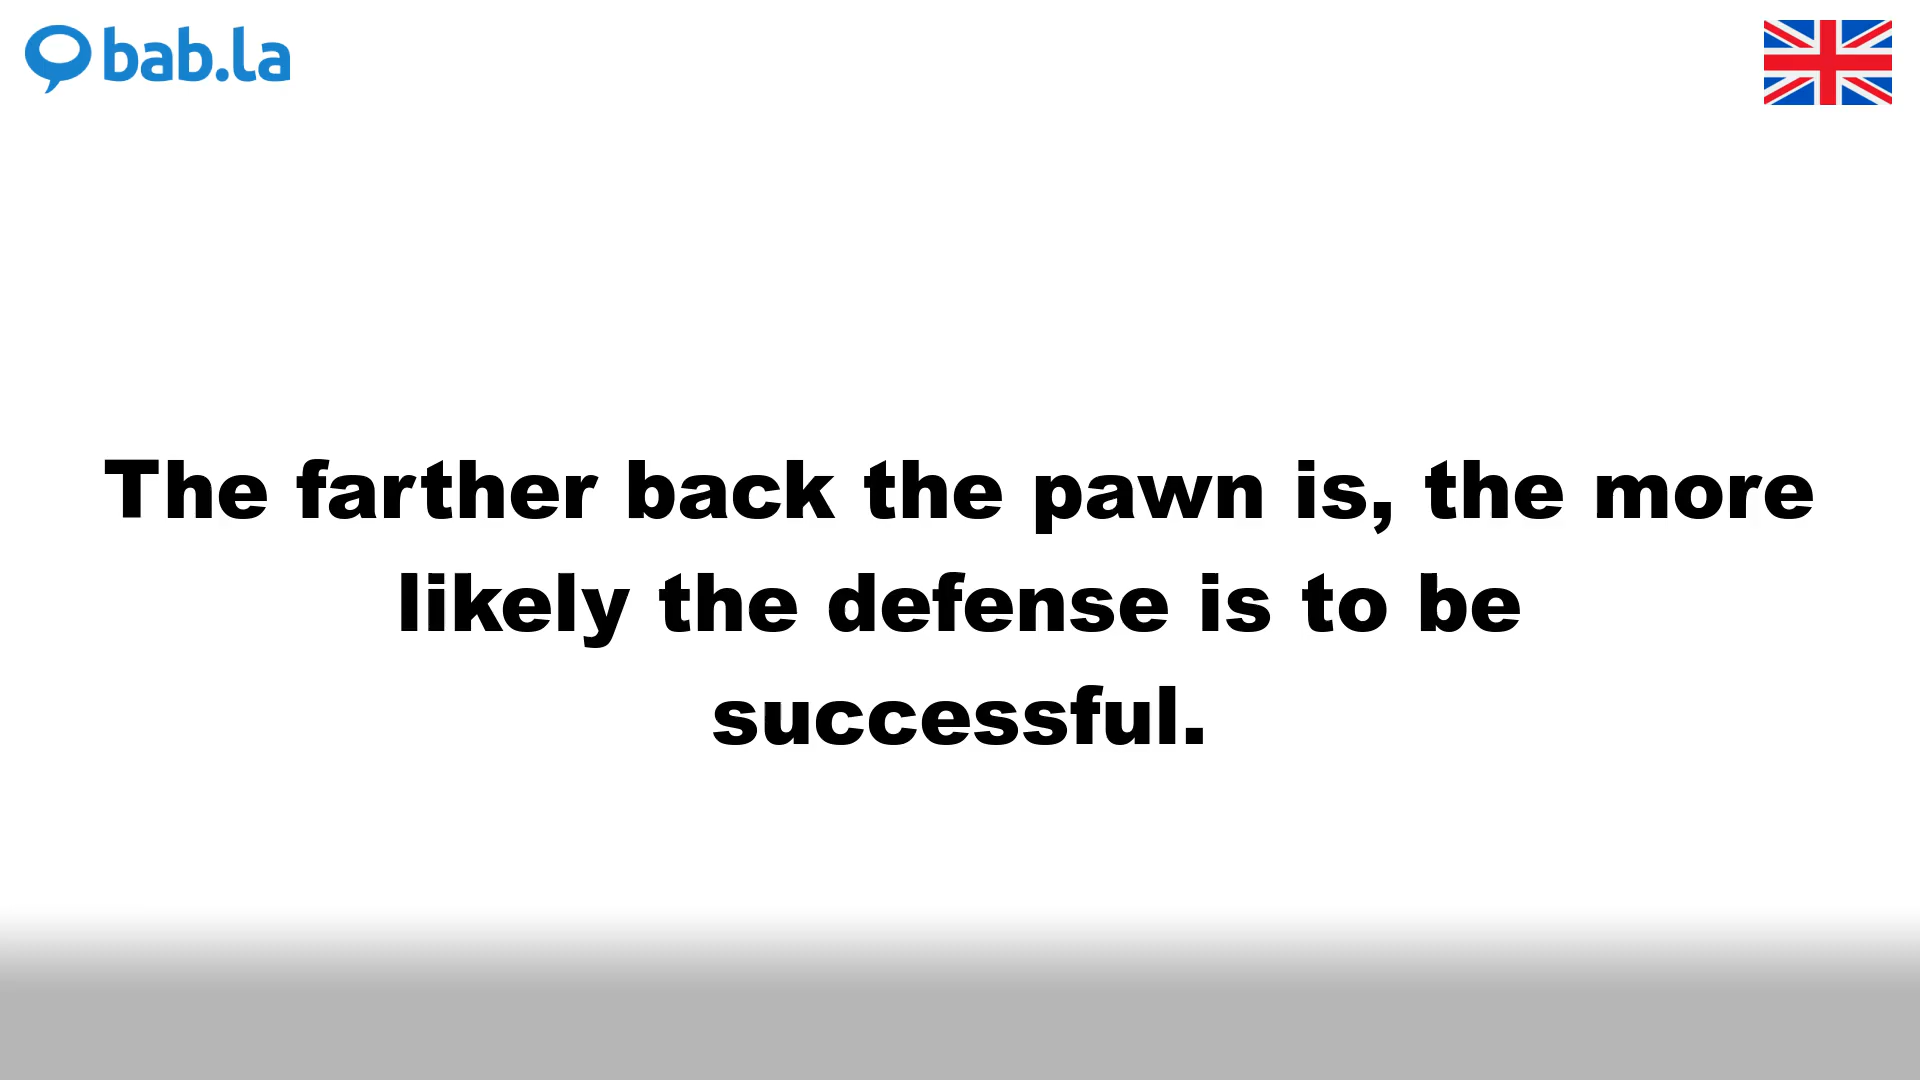 bab.la
The farther back the pawn is, the more
likely the defense is to be
successful.